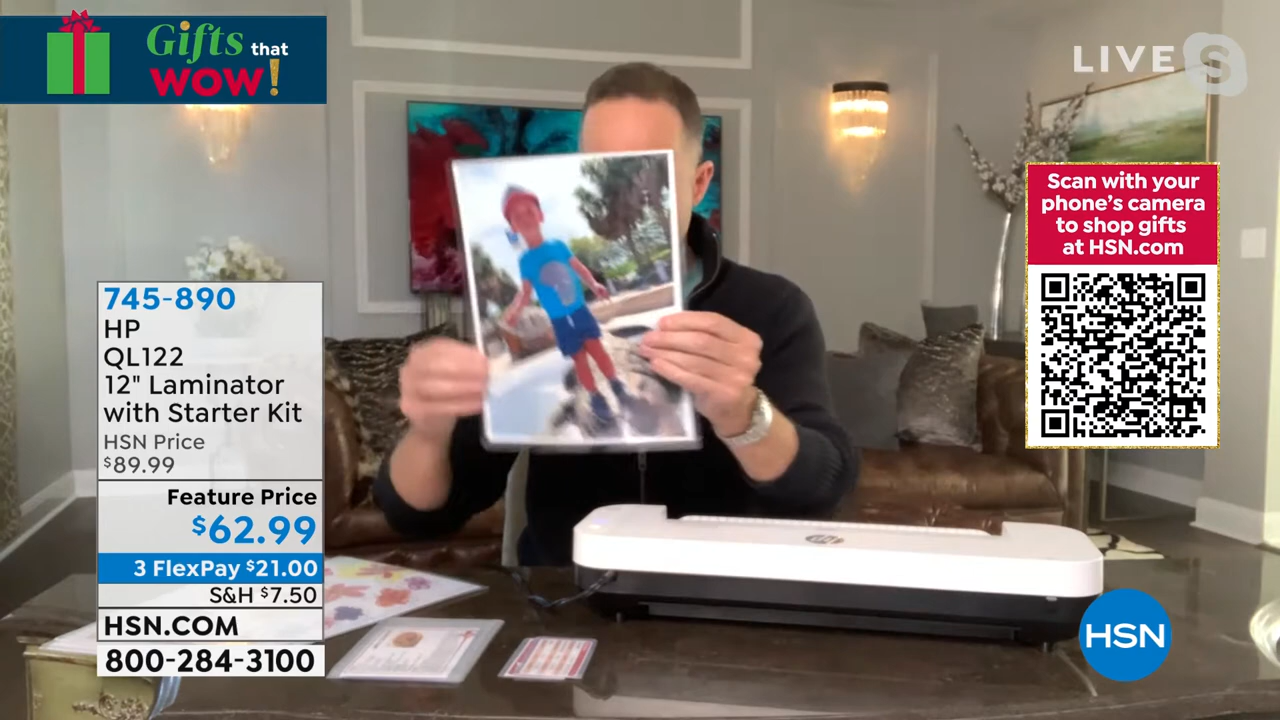 Gifts that
WOW!
LIVE S
Scan with your
phone's camera
to shop gifts
at HSN.com
745-890
HP
QL122
12" Laminator
with Starter Kit
HSN Price
$89.99
Feature Price
$62.99
3 FlexPay $21.00
S&H $7.50
HSN.COM
800-284-3100
hp
HSN